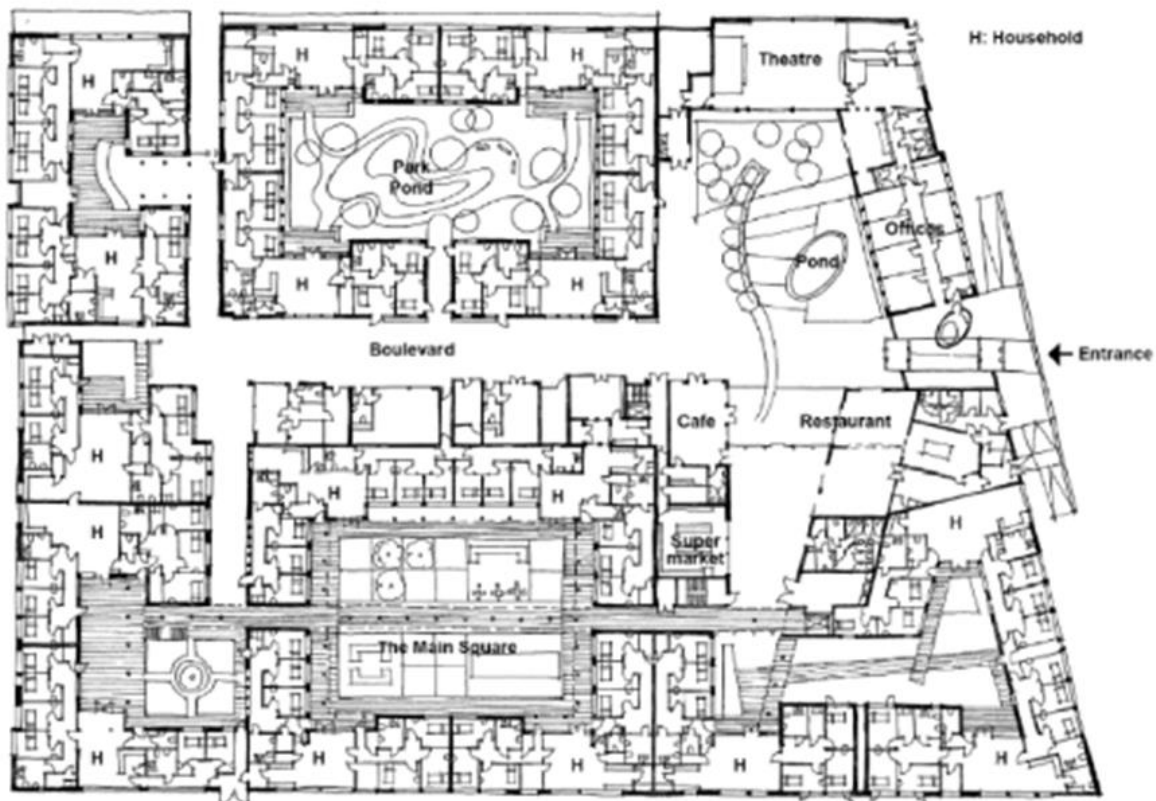 H: Household
H
H
Theatre
H
Park
Pond
Offices
H
Pond
H
H
Boulevard
Entrance
Cafe
Restaurant
H
H
H
H
H
Super
market
The Main Square
H
H
H
H
H